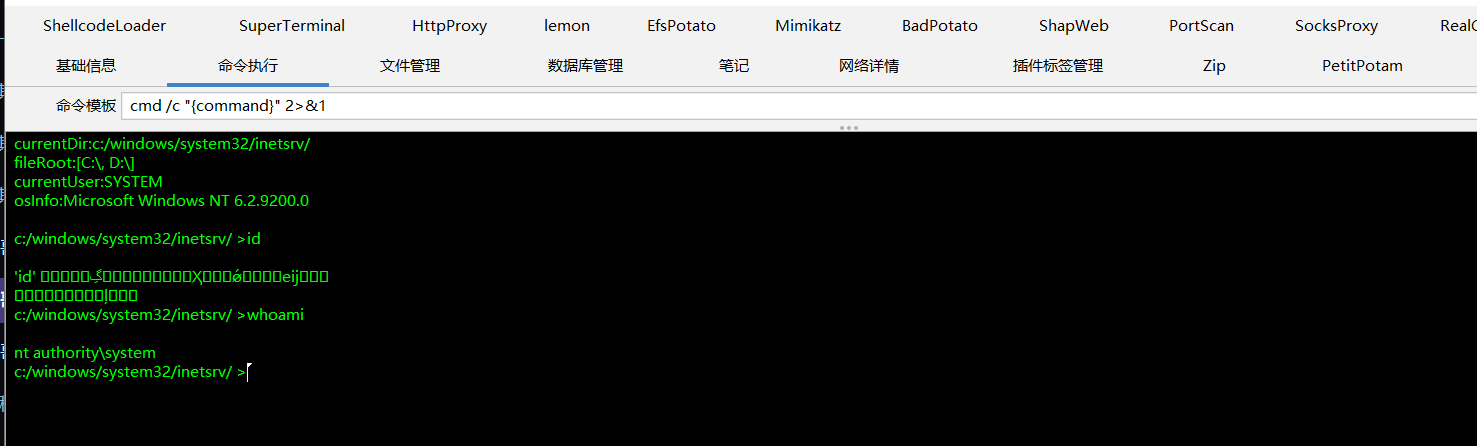 ShellcodeLoader SuperTerminal HttpProxy lemon EfsPotato Mimikatz BadPotato ShapWeb PortScan SocksProxy
基础信息 命令执行 文件管理 数据库管理 笔记 网络详情 插件标签管理 Zip PetitPotam
命令模板 cmd /c "{command}" 2>&1
currentDir:c:/windows/system32/inetsrv/
fileRoot:[C:\, D:\]
currentUser:SYSTEM
osInfo:Microsoft Windows NT 6.2.9200.0
c:/windows/system32/inetsrv/ >id
'id'
c:/windows/system32/inetsrv/ >whoami
nt authority\system
c:/windows/system32/inetsrv/ >